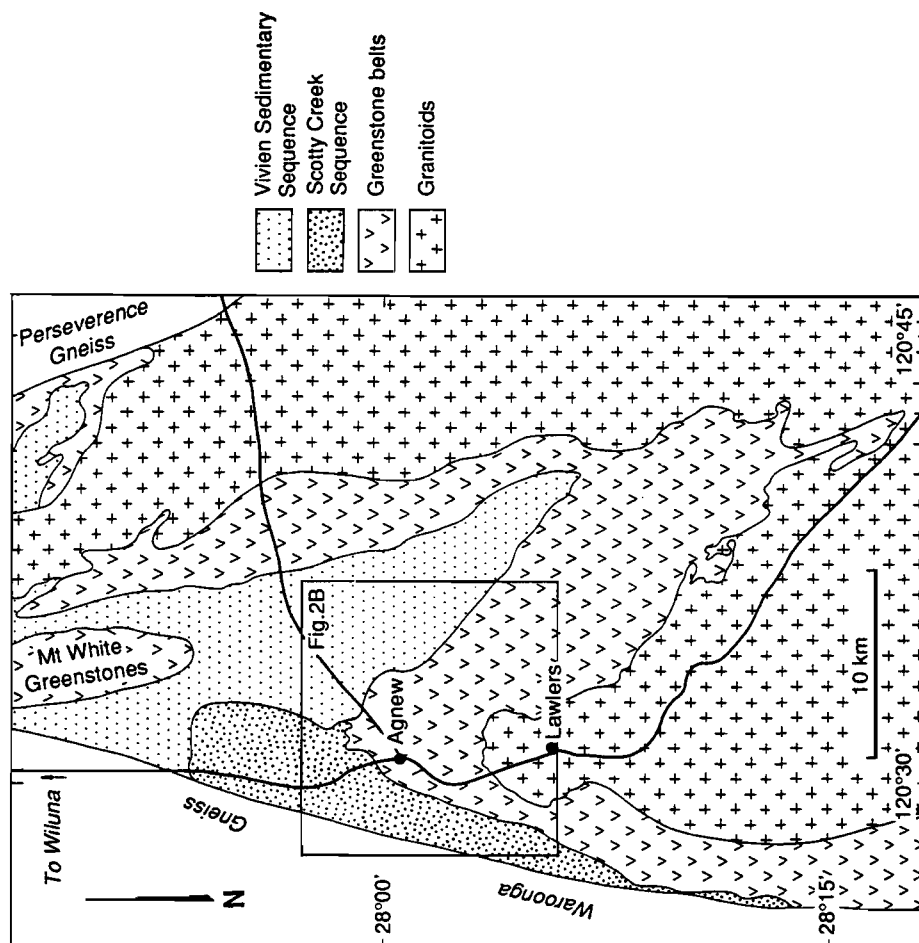 To Wiluna
N
Gneiss
Waroonga
Mt White
Greenstones
Perseverence
Gneiss
Fig.2B
Agnew
Lawlers
10 km
28°00'
28°15'
120°30'
120°45'
Vivien Sedimentary
Sequence
Scotty Creek
Sequence
Greenstone belts
Granitoids